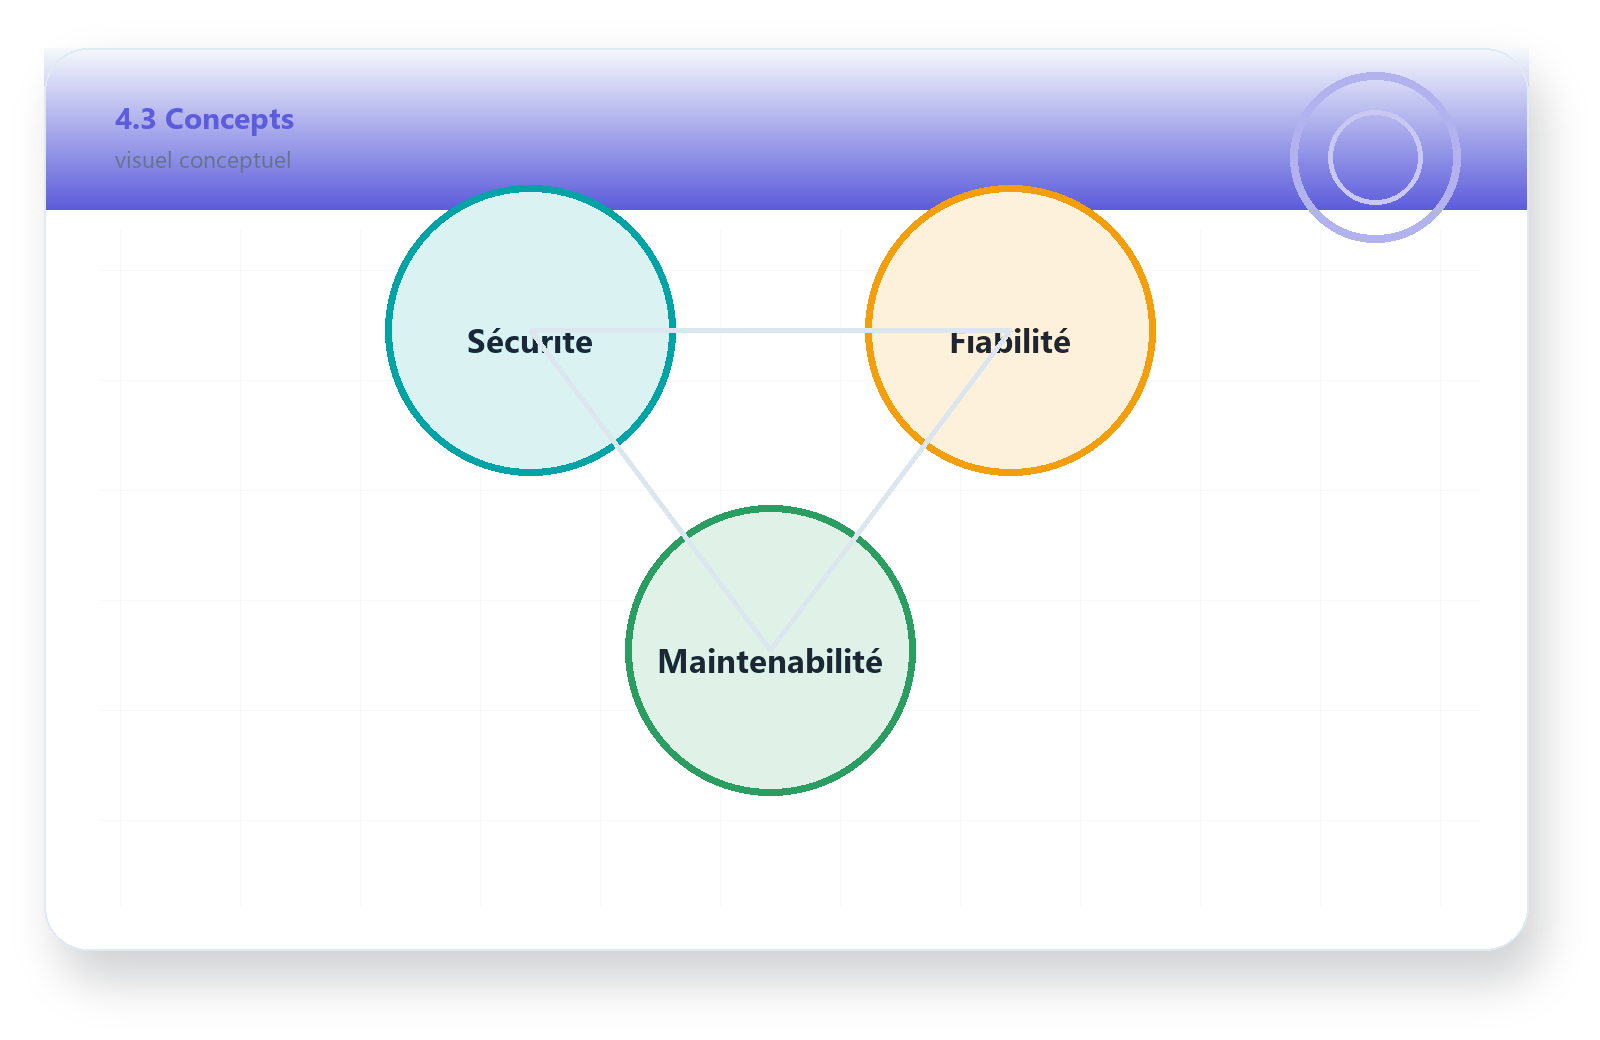 4.3 Concepts
visuel conceptuel
Sécurité
Fiabilité
Maintenabilité